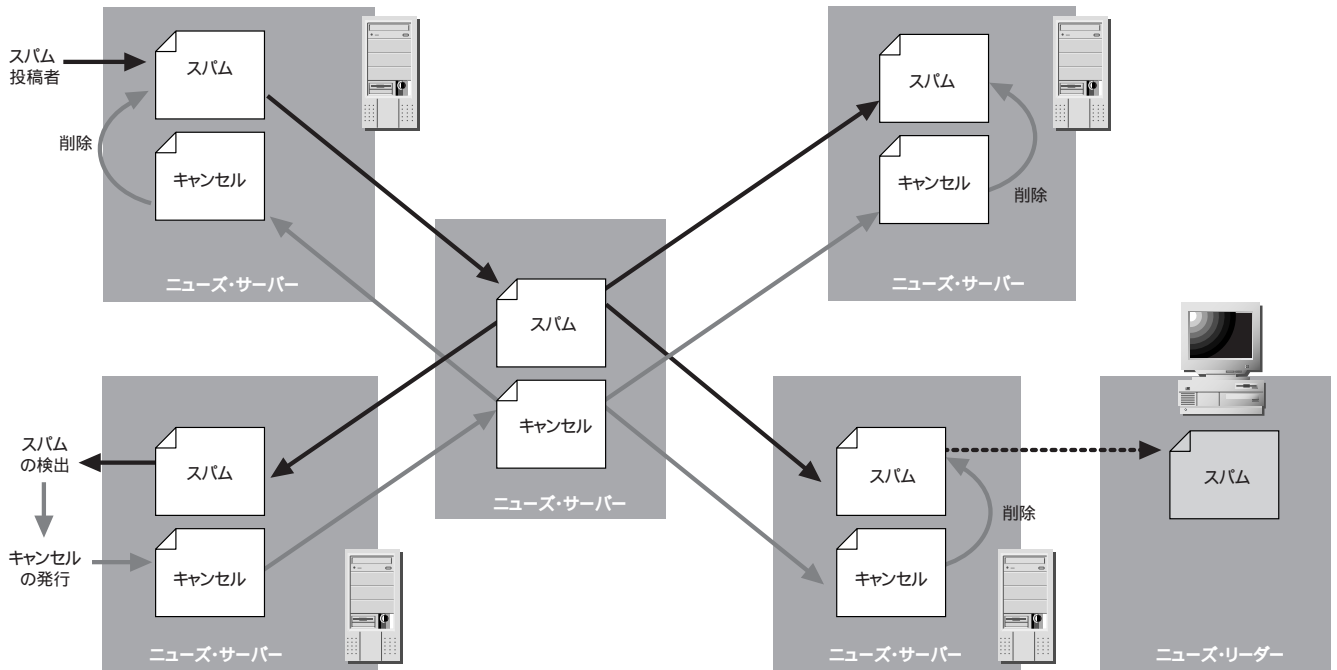 スパム
投稿者
スパム
削除
キャンセル
ニューズ・サーバー
スパム
キャンセル
削除
ニューズ・サーバー
スパム
キャンセル
ニューズ・サーバー
スパム
の検出
キャンセル
の発行
スパム
キャンセル
ニューズ・サーバー
スパム
削除
キャンセル
ニューズ・サーバー
スパム
ニューズ・リーダー